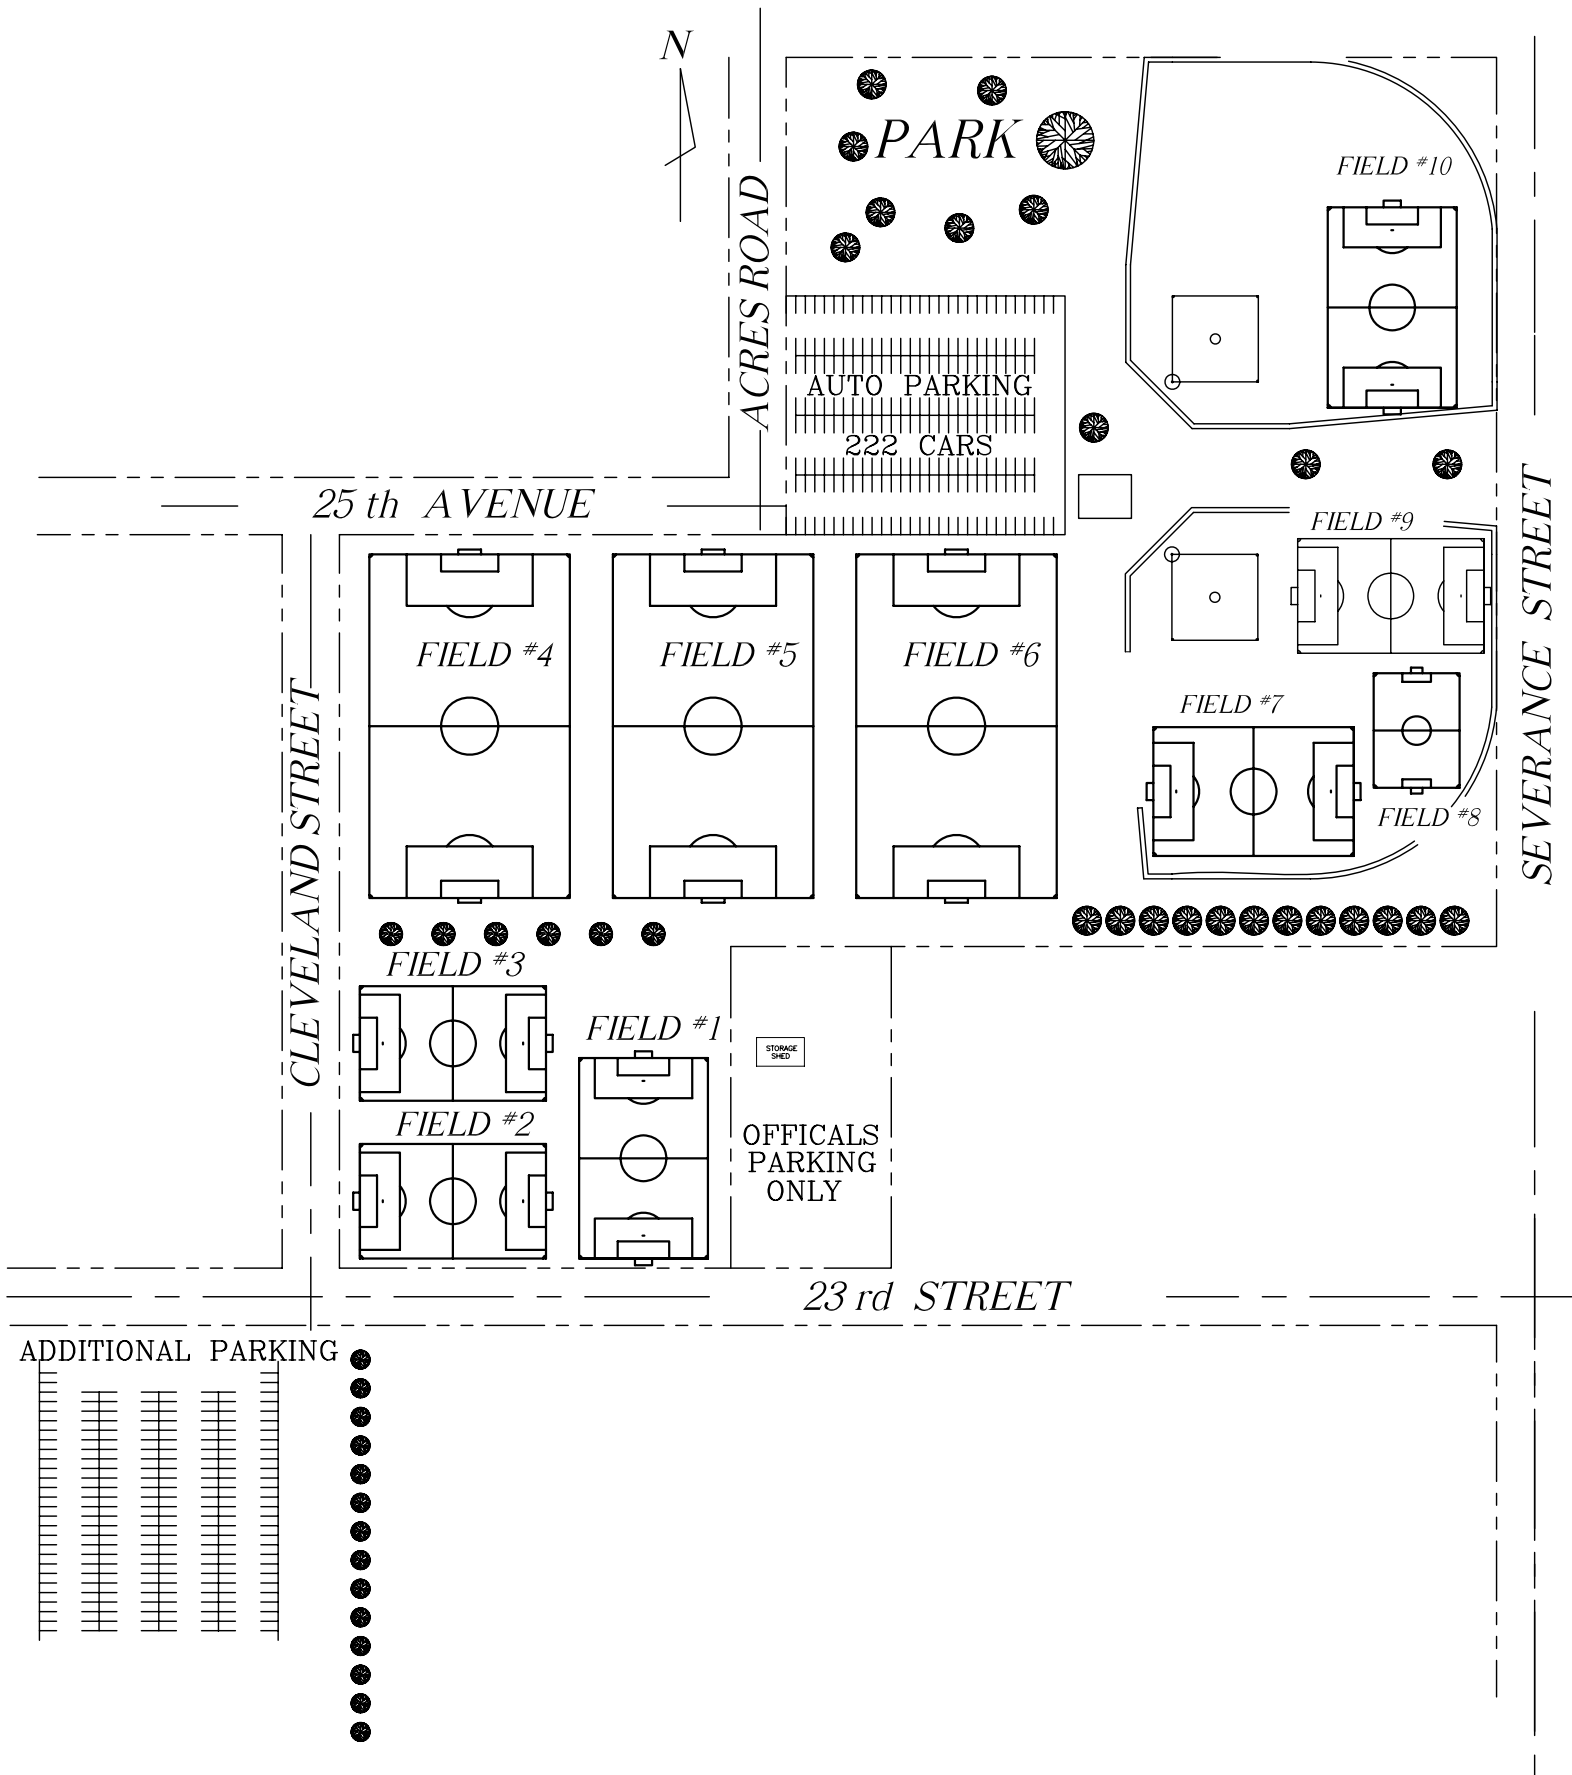 N
PARK
FIELD #10
ACRES ROAD
AUTO PARKING
222 CARS
25 th AVENUE
FIELD #9
SEVERANCE STREET
FIELD #4
FIELD #5
FIELD #6
FIELD #7
FIELD #8
CLEVELAND STREET
FIELD #3
FIELD #1
STORAGE
SHED
FIELD #2
OFFICALS
PARKING
ONLY
23 rd STREET
ADDITIONAL PARKING